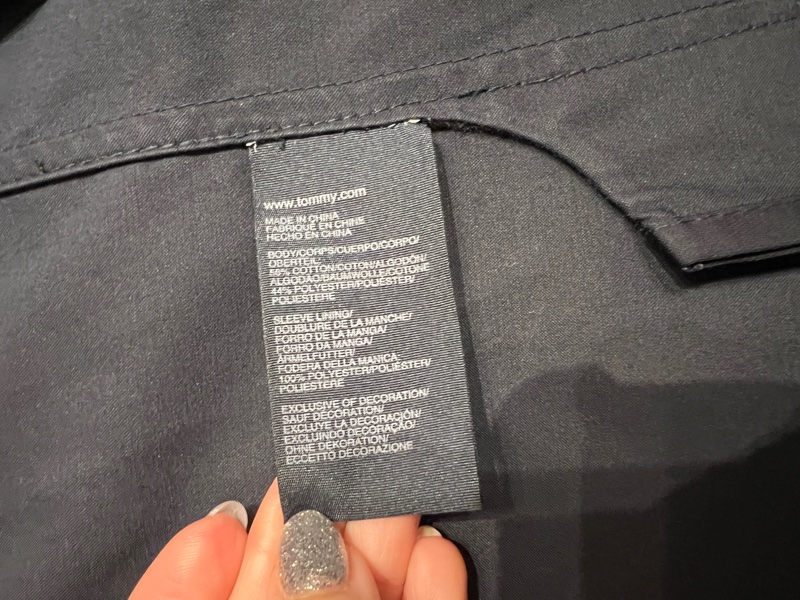 www.tommy.com
MADE IN CHINA
FABRIQUÉ EN CHINE
HECHO EN CHINA
BODY/CORPS/CUERPO/CORPO/
OBERTEIL:
56% COTTON/COTON/ALGODÓN/
ALGODÃO/BAUMWOLLE/COTONE
44% POLYESTER/POLIÉSTER/
POLIESTERE
SLEEVE LINING/
DOUBLURE DE LA MANCHE/
FORRO DE LA MANGA/
FORRO DA MANGA/
ÄRMELFUTTER/
FODERA DELLA MANICA:
100% POLYESTER/POLIÉSTER/
POLIESTERE
EXCLUSIVE OF DECORATION/
SAUF DÉCORATION/
EXCLUYE LA DECORACIÓN/
EXCLUINDO DECORAÇÃO/
OHNE DEKORATION/
ECCETTO DECORAZIONE